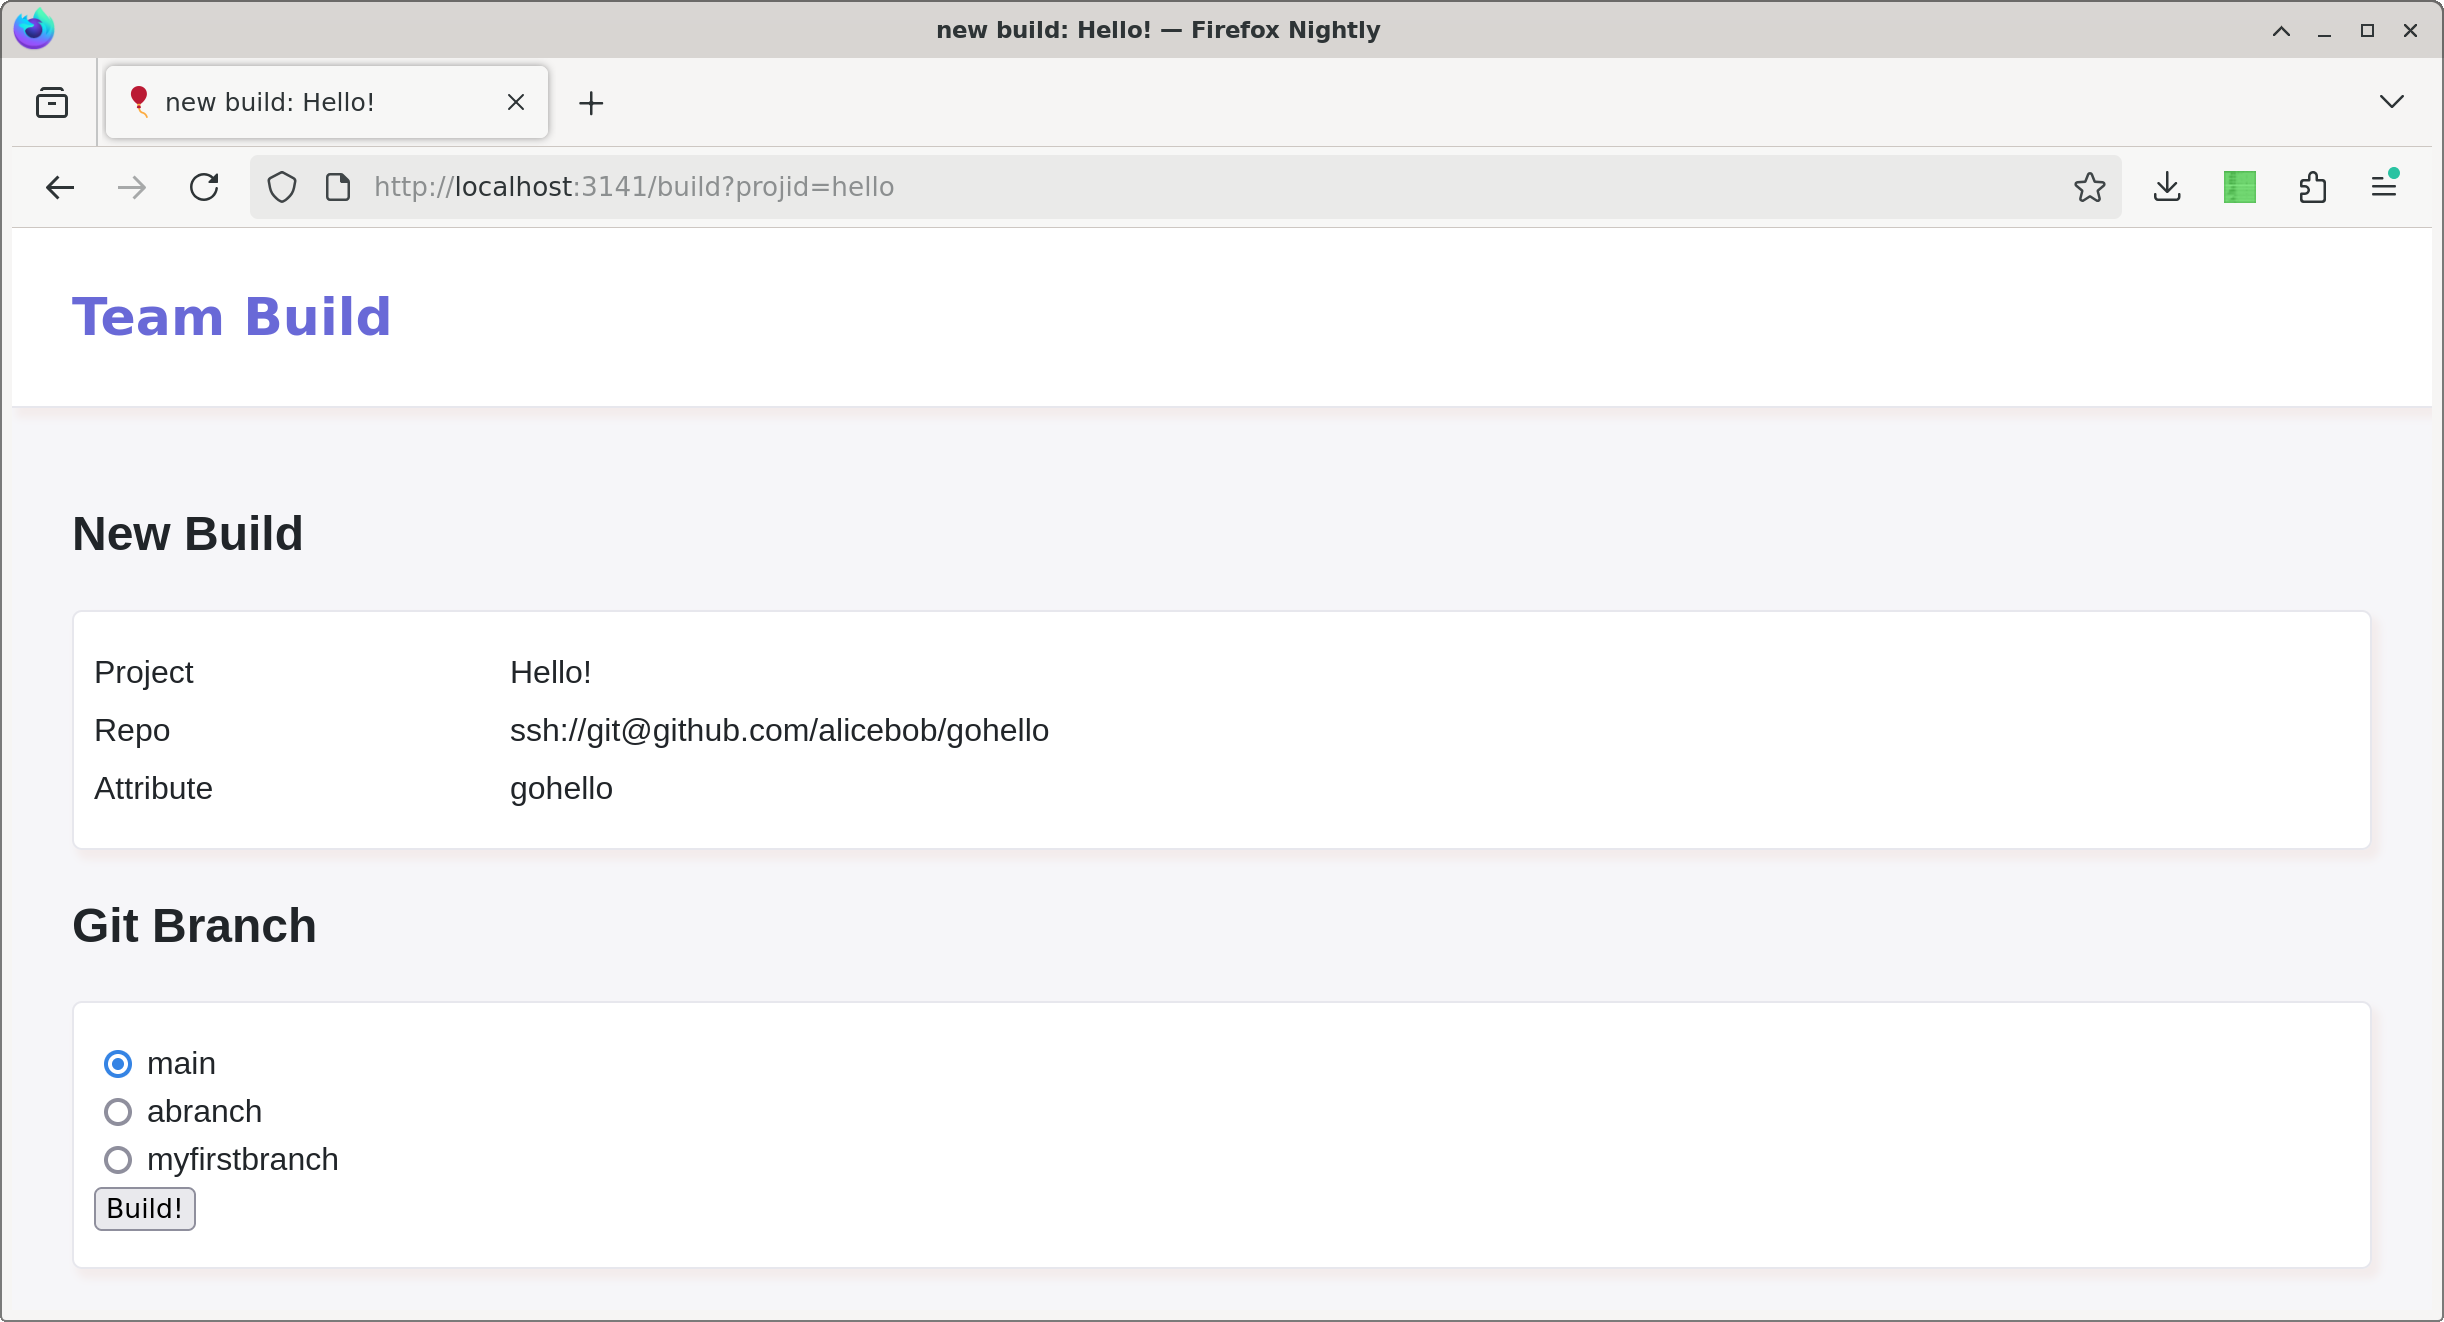 new build: Hello! — Firefox Nightly
new build: Hello!
http://localhost:3141/build?projid=hello
Team Build
New Build
Project Hello!
Repo ssh://git@github.com/alicebob/gohello
Attribute gohello
Git Branch
main
abranch
myfirstbranch
Build!